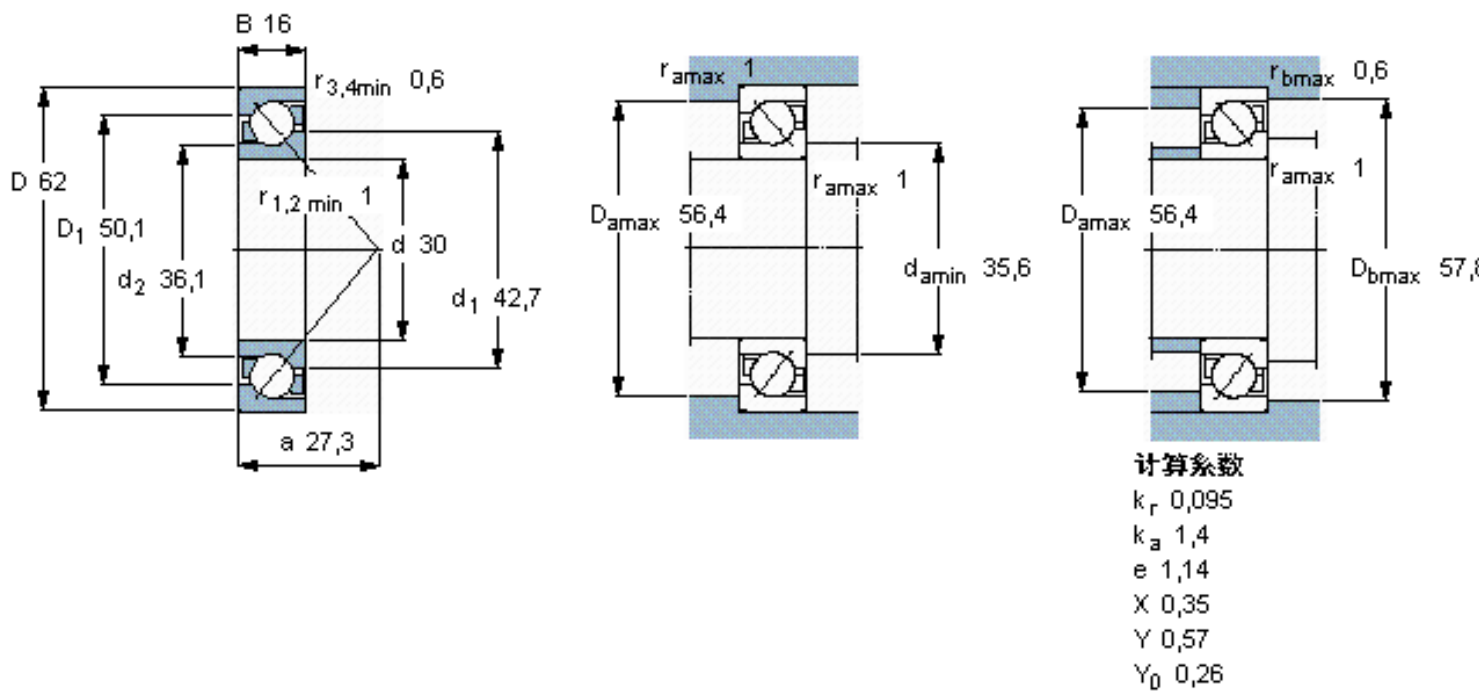 B 16
r3,4min 0,6
D 62
D1 50,1
r1,2 min 1
d2 36,1
d 30
d1 42,7
a 27,3
ramax 1
ramax 1
Damax 56,4
damin 35,6
rbmax 0,6
ramax 1
Damax 56,4
Dbmax 57,8
计算系数
kr 0,095
ka 1,4
e 1,14
X 0,35
Y 0,57
Y0 0,26